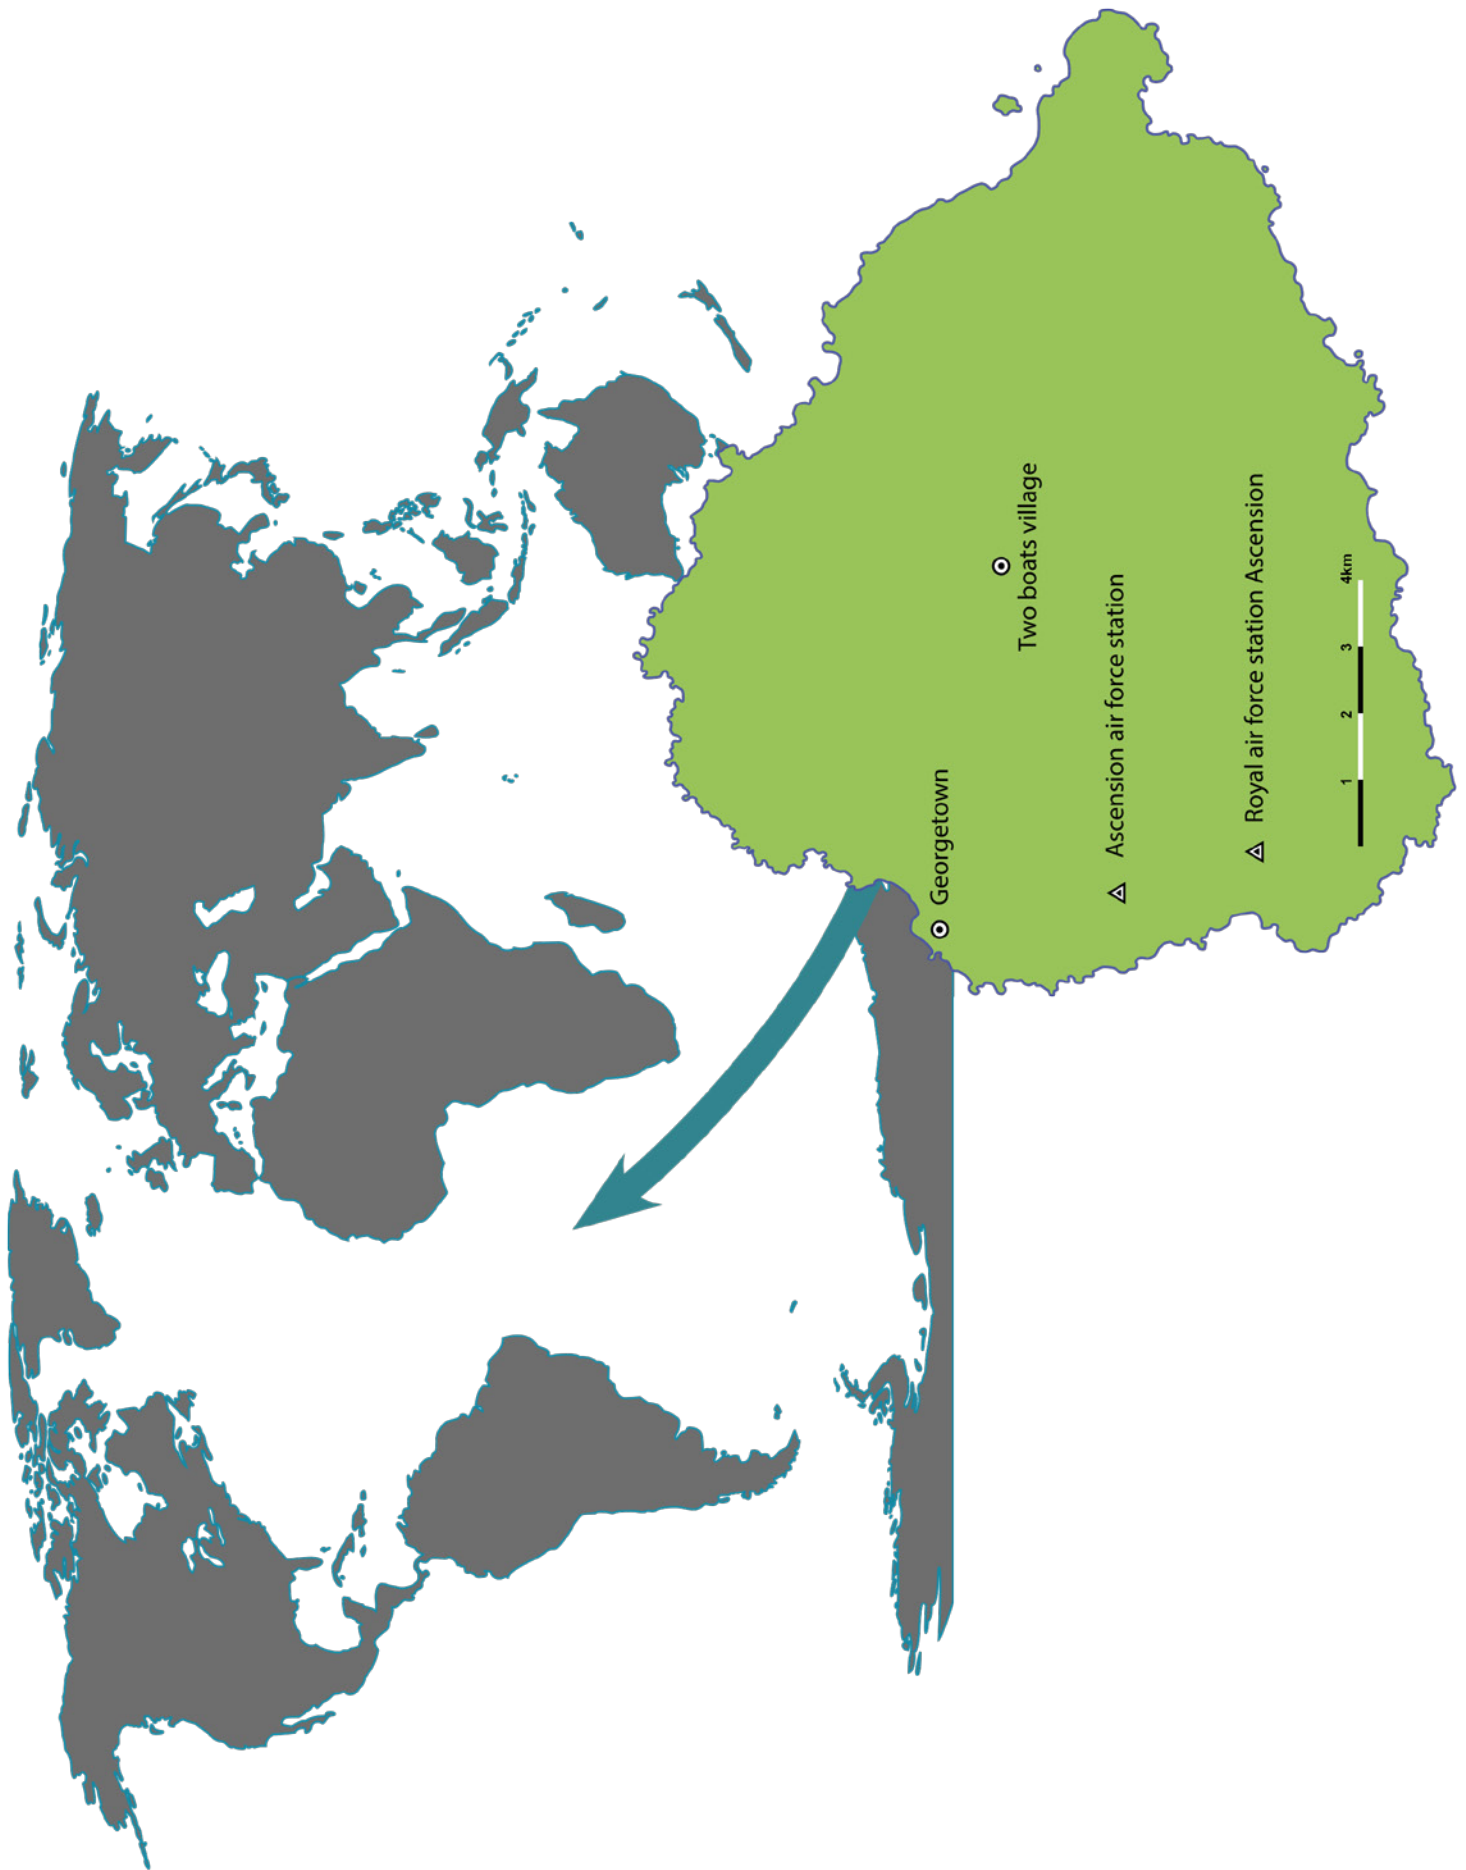 Georgetown
Two boats village
Ascension air force station
Royal air force station Ascension
1 2 3 4km